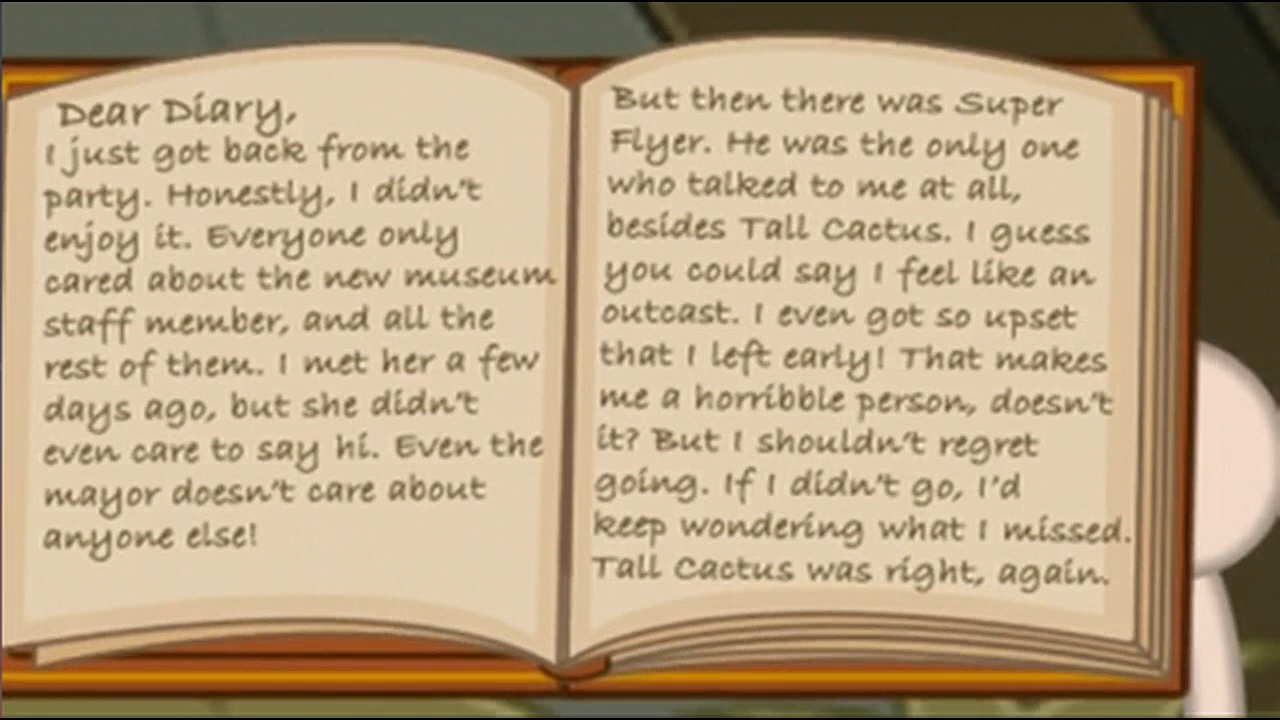 Dear Diary,
I just got back from the
party. Honestly, I didn't
enjoy it. Everyone only
cared about the new museum
staff member, and all the
rest of them. I met her a few
days ago, but she didn't
even care to say hi. Even the
mayor doesn't care about
anyone else!
But then there was Super
Flyer. He was the only one
who talked to me at all,
besides Tall Cactus. I guess
you could say I feel like an
outcast. I even got so upset
that I left early! That makes
me a horribble person, doesn't
it? But I shouldn't regret
going. If I didn't go, I'd
keep wondering what I missed.
Tall Cactus was right, again.